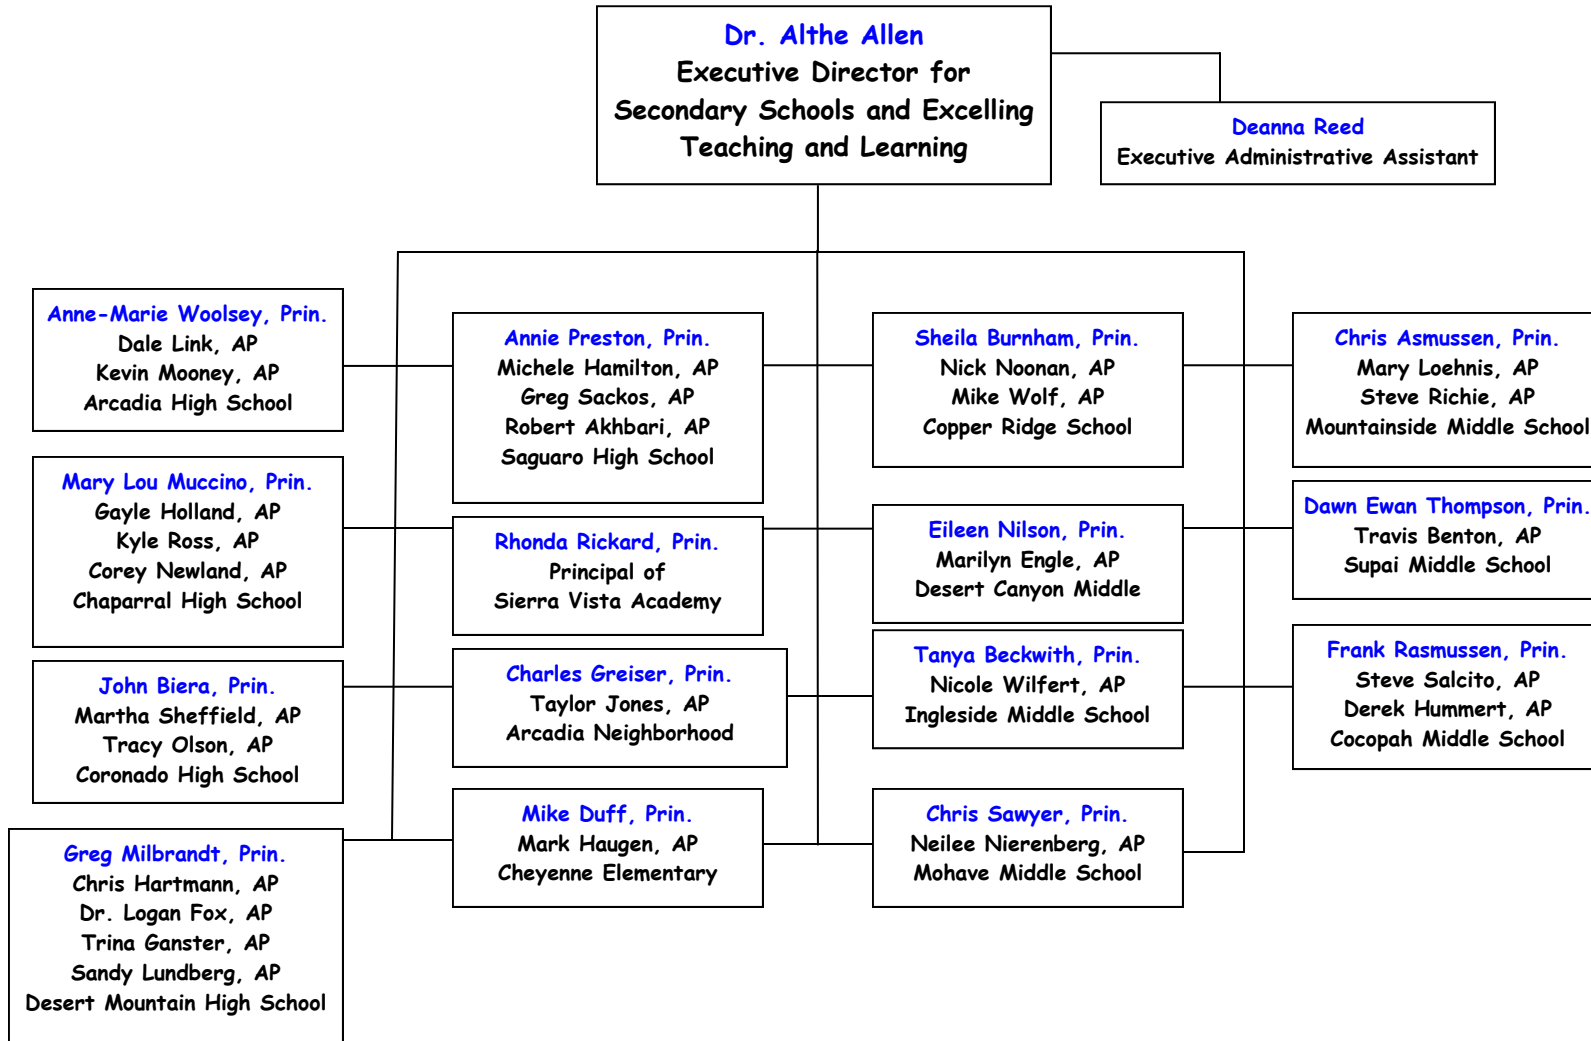 Dr. Althe Allen
Executive Director for
Secondary Schools and Excelling
Teaching and Learning
Deanna Reed
Executive Administrative Assistant
Anne-Marie Woolsey, Prin.
Dale Link, AP
Kevin Mooney, AP
Arcadia High School
Annie Preston, Prin.
Michele Hamilton, AP
Greg Sackos, AP
Robert Akhbari, AP
Saguaro High School
Sheila Burnham, Prin.
Nick Noonan, AP
Mike Wolf, AP
Copper Ridge School
Chris Asmussen, Prin.
Mary Loehnis, AP
Steve Richie, AP
Mountainside Middle School
Mary Lou Muccino, Prin.
Gayle Holland, AP
Kyle Ross, AP
Corey Newland, AP
Chaparral High School
Rhonda Rickard, Prin.
Principal of
Sierra Vista Academy
Eileen Nilson, Prin.
Marilyn Engle, AP
Desert Canyon Middle
Dawn Ewan Thompson, Prin.
Travis Benton, AP
Supai Middle School
John Biera, Prin.
Martha Sheffield, AP
Tracy Olson, AP
Coronado High School
Charles Greiser, Prin.
Taylor Jones, AP
Arcadia Neighborhood
Tanya Beckwith, Prin.
Nicole Wilfert, AP
Ingleside Middle School
Frank Rasmussen, Prin.
Steve Salcito, AP
Derek Hummert, AP
Cocopah Middle School
Greg Milbrandt, Prin.
Chris Hartmann, AP
Dr. Logan Fox, AP
Trina Ganster, AP
Sandy Lundberg, AP
Desert Mountain High School
Mike Duff, Prin.
Mark Haugen, AP
Cheyenne Elementary
Chris Sawyer, Prin.
Neilee Nierenberg, AP
Mohave Middle School